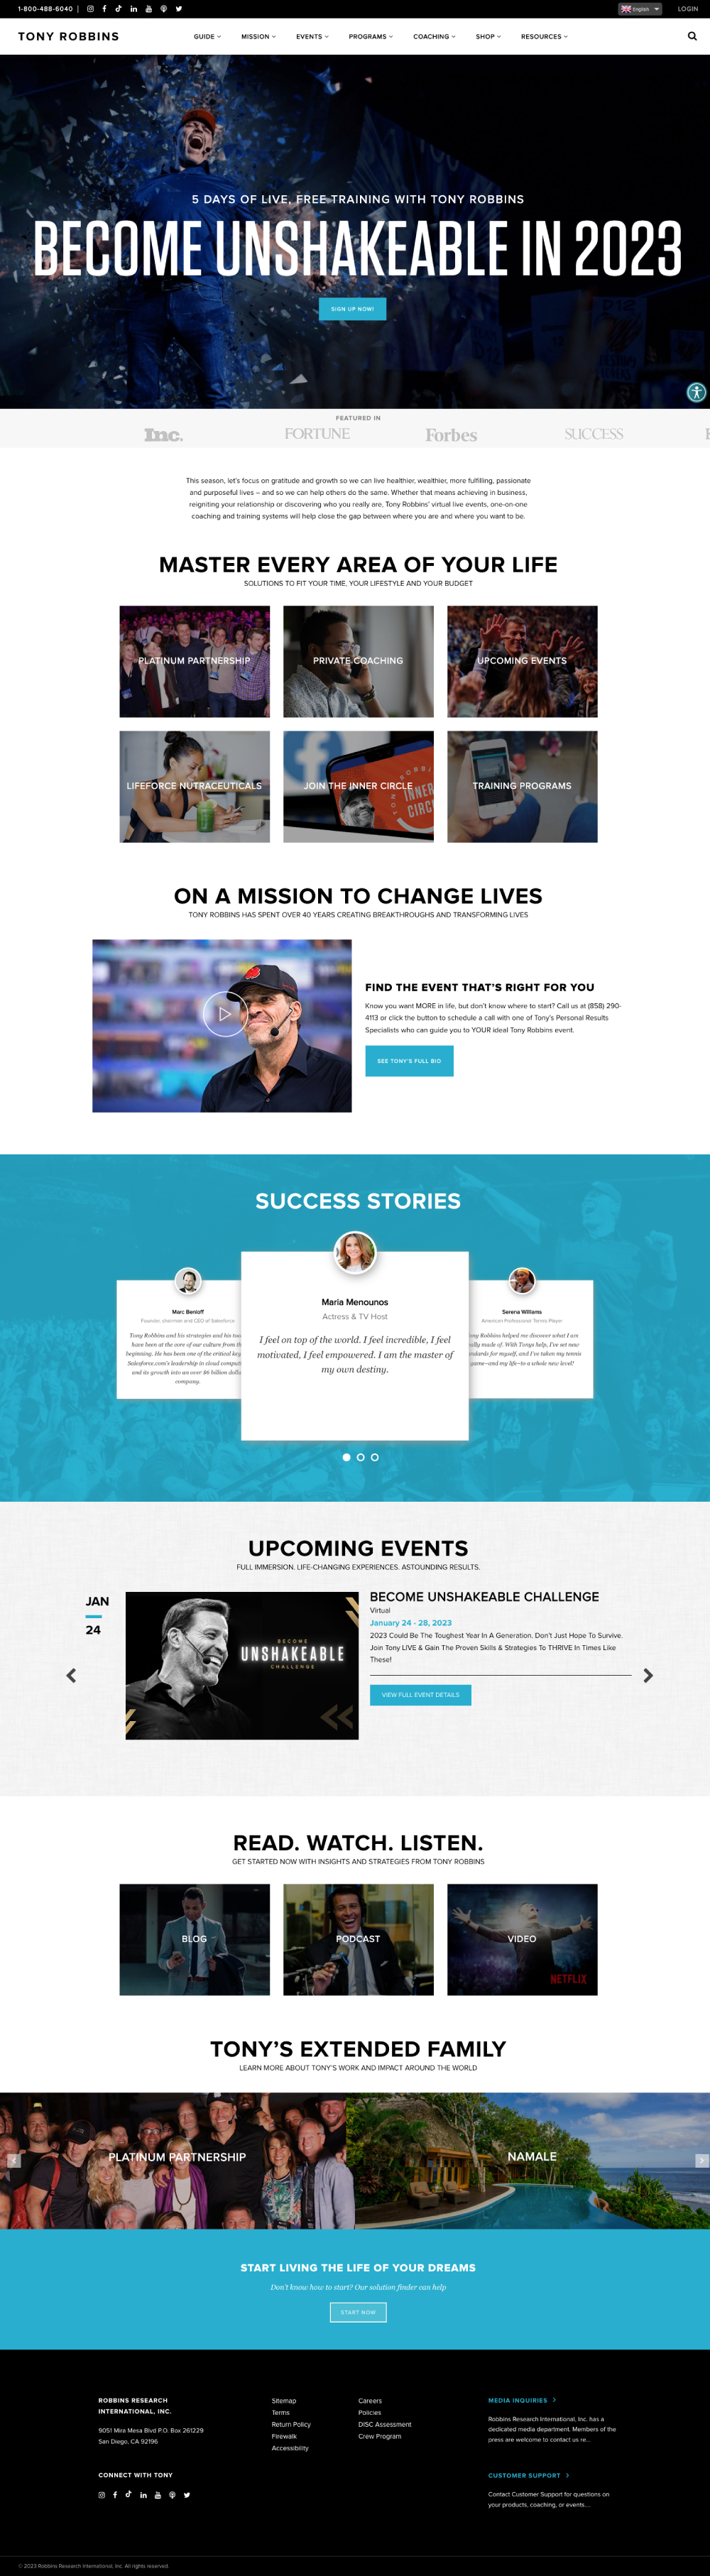 1-800-488-6040 |
English
LOGIN
TONY ROBBINS
GUIDE
MISSION
EVENTS
PROGRAMS
COACHING
SHOP
RESOURCES
5 DAYS OF LIVE, FREE TRAINING WITH TONY ROBBINS
BECOME UNSHAKEABLE IN 2023
SIGN UP NOW!
FEATURED IN
Inc.
FORTUNE
Forbes
SUCCESS
This season, let's focus on gratitude and growth so we can live healthier, wealthier, more fulfilling, passionate
and purposeful lives – and so we can help others do the same. Whether that means achieving in business,
reigniting your relationship or discovering who you really are, Tony Robbins' virtual live events, one-on-one
coaching and training systems will help close the gap between where you are and where you want to be.
MASTER EVERY AREA OF YOUR LIFE
SOLUTIONS TO FIT YOUR TIME, YOUR LIFESTYLE AND YOUR BUDGET
PLATINUM PARTNERSHIP
PRIVATE COACHING
UPCOMING EVENTS
LIFEFORCE NUTRACEUTICALS
JOIN THE INNER CIRCLE
TRAINING PROGRAMS
ON A MISSION TO CHANGE LIVES
TONY ROBBINS HAS SPENT OVER 40 YEARS CREATING BREAKTHROUGHS AND TRANSFORMING LIVES
FIND THE EVENT THAT'S RIGHT FOR YOU
Know you want MORE in life, but don't know where to start? Call us at (858) 290-
4113 or click the button to schedule a call with one of Tony's Personal Results
Specialists who can guide you to YOUR ideal Tony Robbins event.
SEE TONY'S FULL BIO
SUCCESS STORIES
Marc Benioff
Founder, chairman and CEO of Salesforce
Tony Robbins and his strategies and his
have been at the core of our culture from
beginning. He has been one of the critical
Salesforce.com's leadership in cloud
and its growth into an over $6 billion
company.
Maria Menounos
Actress & TV Host
I feel on top of the world. I feel incredible, I feel
motivated, I feel empowered. I am the master of
my own destiny.
Serena Williams
American Professional Tennis Player
Robbins helped me discover what I am
made of. With Tonys help, I've set new
for myself, and I've taken my tennis
game–and my life–to a whole new level!
UPCOMING EVENTS
FULL IMMERSION. LIFE-CHANGING EXPERIENCES. ASTOUNDING RESULTS.
JAN
24
BECOME
UNSHAKEABLE
CHALLENGE
BECOME UNSHAKEABLE CHALLENGE
Virtual
January 24 - 28, 2023
2023 Could Be The Toughest Year In A Generation. Don't Just Hope To Survive.
Join Tony LIVE & Gain The Proven Skills & Strategies To THRIVE In Times Like
These!
VIEW FULL EVENT DETAILS
READ. WATCH. LISTEN.
GET STARTED NOW WITH INSIGHTS AND STRATEGIES FROM TONY ROBBINS
BLOG
PODCAST
VIDEO
NETFLIX
TONY'S EXTENDED FAMILY
LEARN MORE ABOUT TONY'S WORK AND IMPACT AROUND THE WORLD
PLATINUM PARTNERSHIP
NAMALE
START LIVING THE LIFE OF YOUR DREAMS
Don't know how to start? Our solution finder can help
START NOW
ROBBINS RESEARCH
INTERNATIONAL, INC.
9051 Mira Mesa Blvd P.O. Box 261229
San Diego, CA 92196
CONNECT WITH TONY
Sitemap
Terms
Return Policy
Firewalk
Accessibility
Careers
Policies
DISC Assessment
Crew Program
MEDIA INQUIRIES
Robbins Research International, Inc. has a
dedicated media department. Members of the
press are welcome to contact us re...
CUSTOMER SUPPORT
Contact Customer Support for questions on
your products, coaching, or events....
© 2023 Robbins Research International, Inc. All rights reserved.